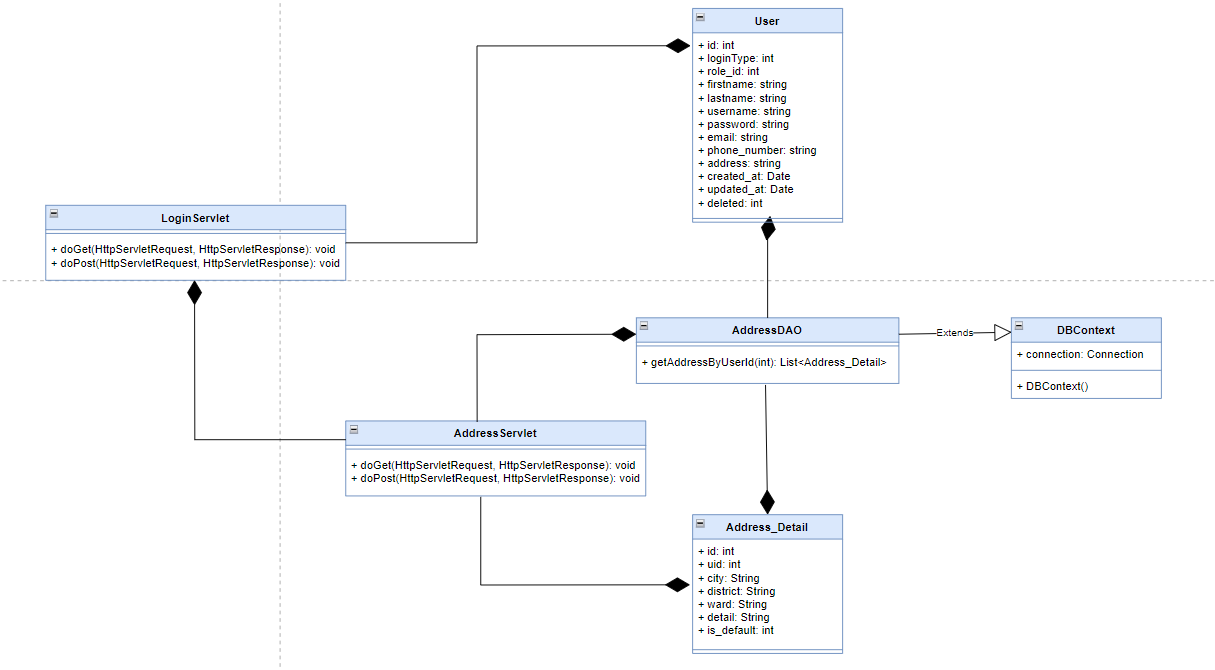 User
+ id: int
+ loginType: int
+ role_id: int
+ firstname: string
+ lastname: string
+ username: string
+ password: string
+ email: string
+ phone_number: string
+ address: string
+ created_at: Date
+ updated_at: Date
+ deleted: int
LoginServlet
+ doGet(HttpServletRequest, HttpServletResponse): void
+ doPost(HttpServletRequest, HttpServletResponse): void
AddressDAO
+ getAddressByUserId(int): List<Address_Detail>
Extends
DBContext
+ connection: Connection
+ DBContext()
AddressServlet
+ doGet(HttpServletRequest, HttpServletResponse): void
+ doPost(HttpServletRequest, HttpServletResponse): void
Address_Detail
+ id: int
+ uid: int
+ city: String
+ district: String
+ ward: String
+ detail: String
+ is_default: int